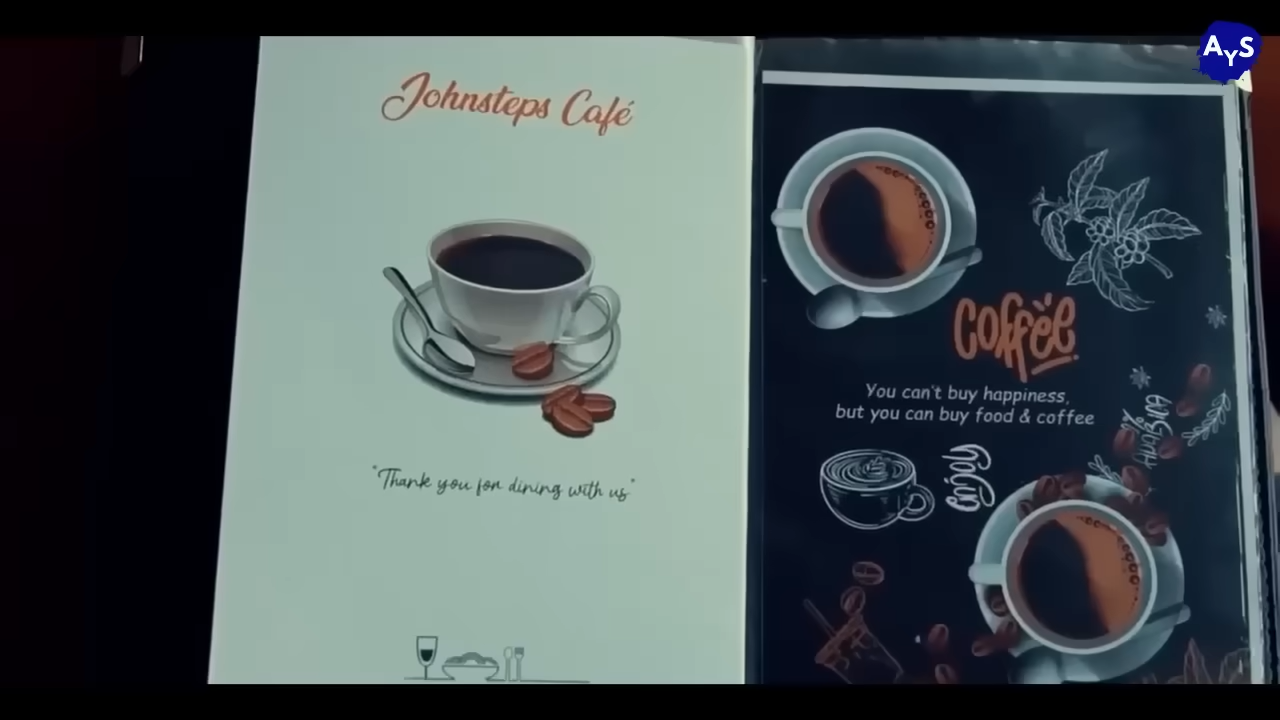 AyS
Johnsteps Café
"Thank you for dining with us"
coffee
You can't buy happiness,
but you can buy food & coffee
enjoy